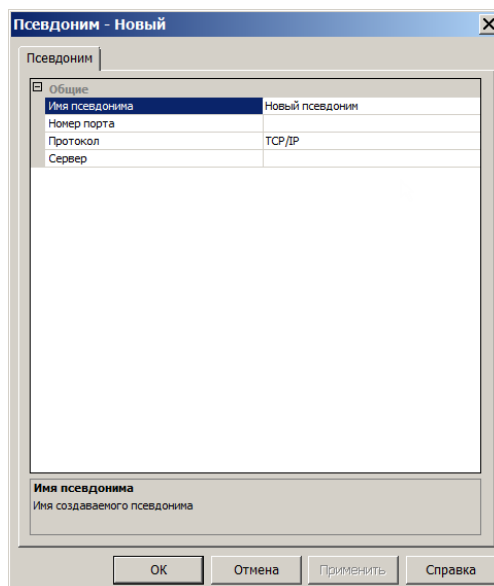 Псевдоним - Новый
Псевдоним
Общие
Имя псевдонима Новый псевдоним
Номер порта
Протокол TCP/IP
Сервер
Имя псевдонима
Имя создаваемого псевдонима
ОК Отмена Применить Справка